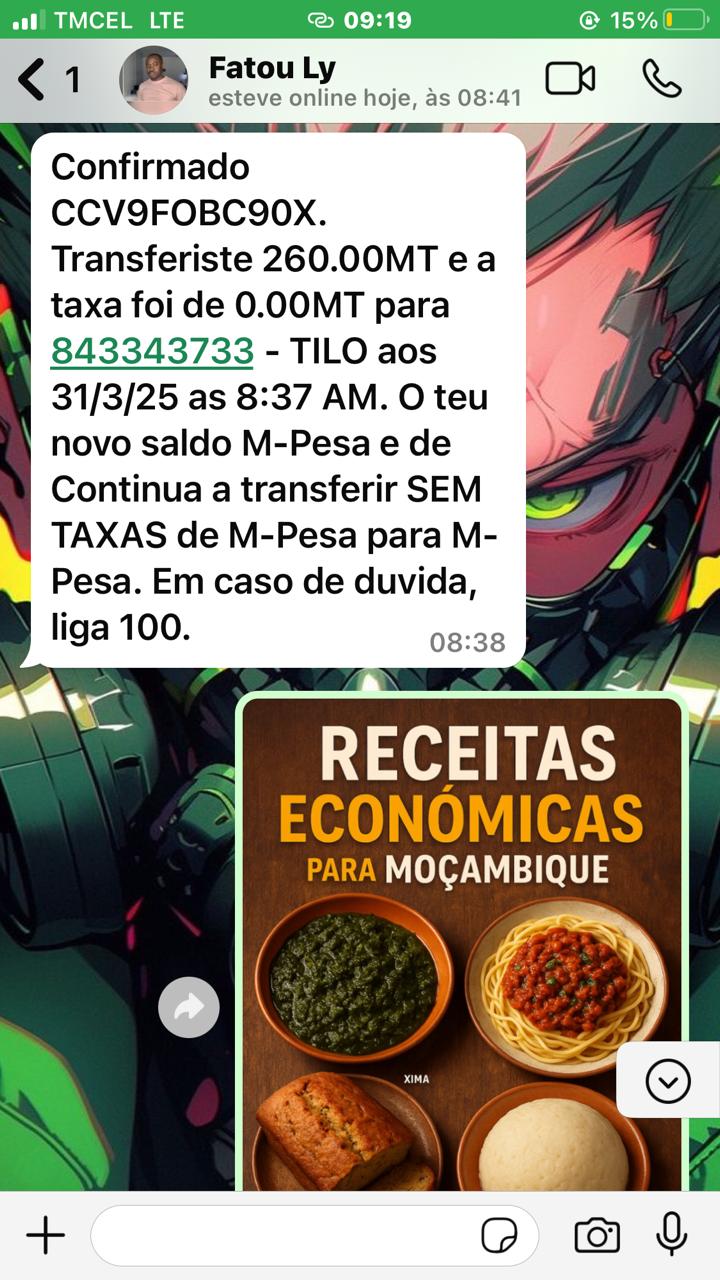 TMCEL LTE 09:19 15%
1 Fatou Ly
esteve online hoje, às 08:41
Confirmado
CCV9FOBC90X.
Transferiste 260.00MT e a
taxa foi de 0.00MT para
843343733 - TILO aos
31/3/25 as 8:37 AM. O teu
novo saldo M-Pesa e de
Continua a transferir SEM
TAXAS de M-Pesa para M-
Pesa. Em caso de duvida,
liga 100.
08:38
RECEITAS
ECONÓMICAS
PARA MOÇAMBIQUE
XIMA